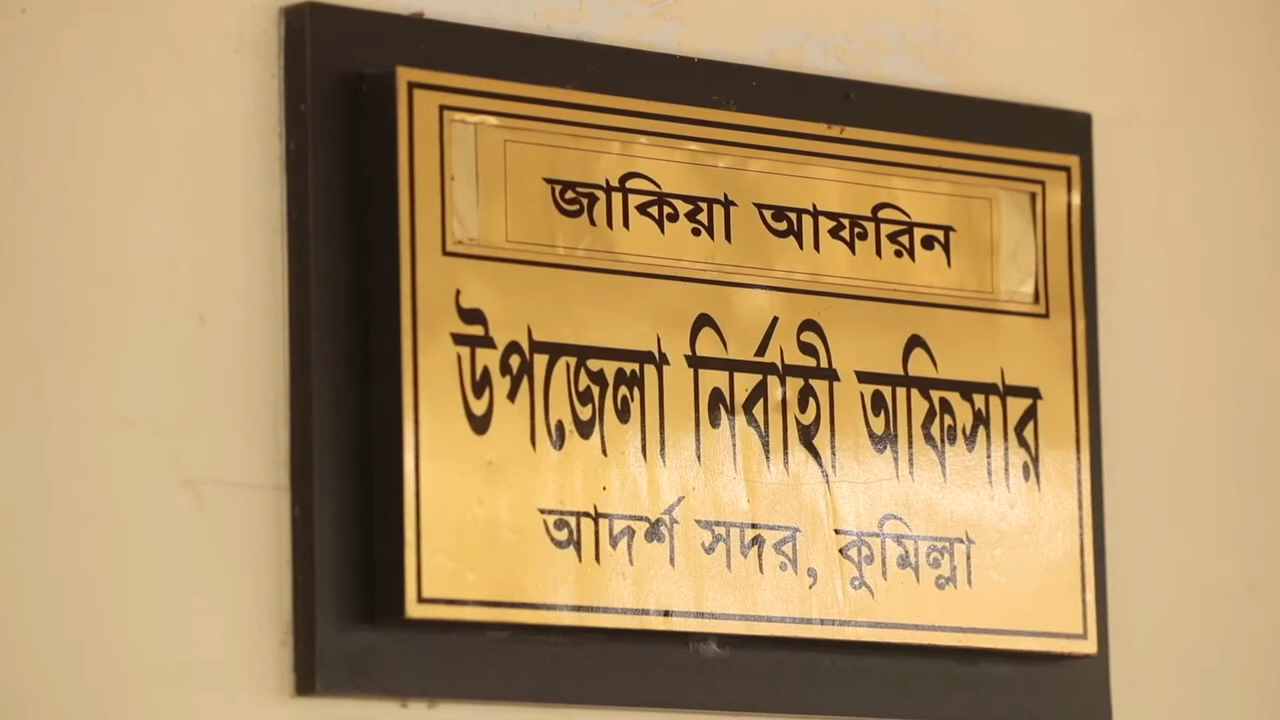 জাকিয়া আফরিন
উপজেলা নির্বাহী অফিসার
আদর্শ সদর, কুমিল্লা